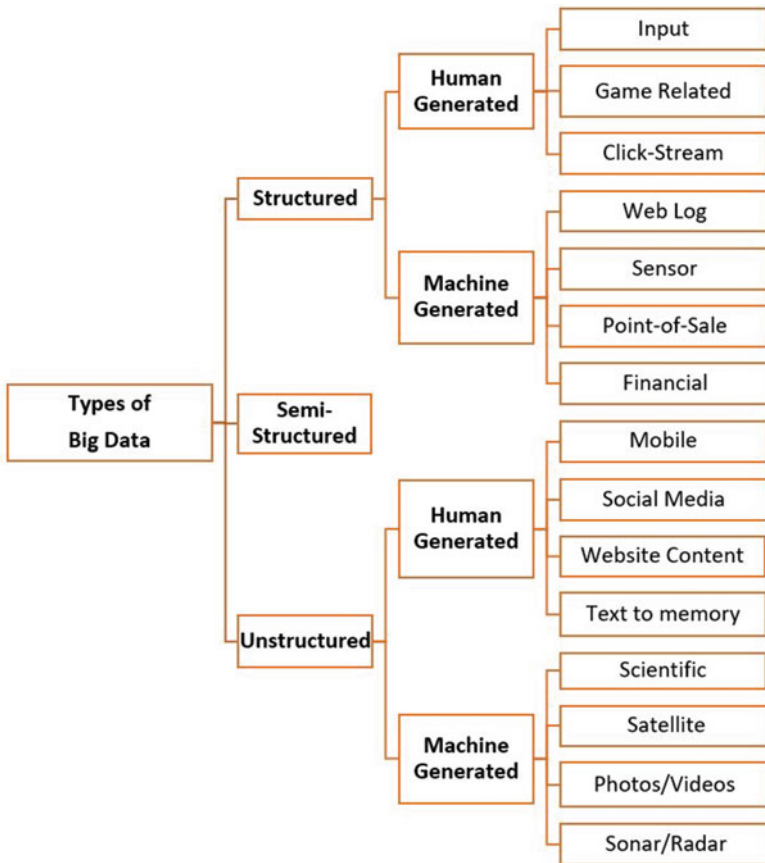 Types of
Big Data
Structured
Human
Generated
Input
Game Related
Click-Stream
Machine
Generated
Web Log
Sensor
Point-of-Sale
Financial
Semi-
Structured
Unstructured
Human
Generated
Mobile
Social Media
Website Content
Text to memory
Machine
Generated
Scientific
Satellite
Photos/Videos
Sonar/Radar